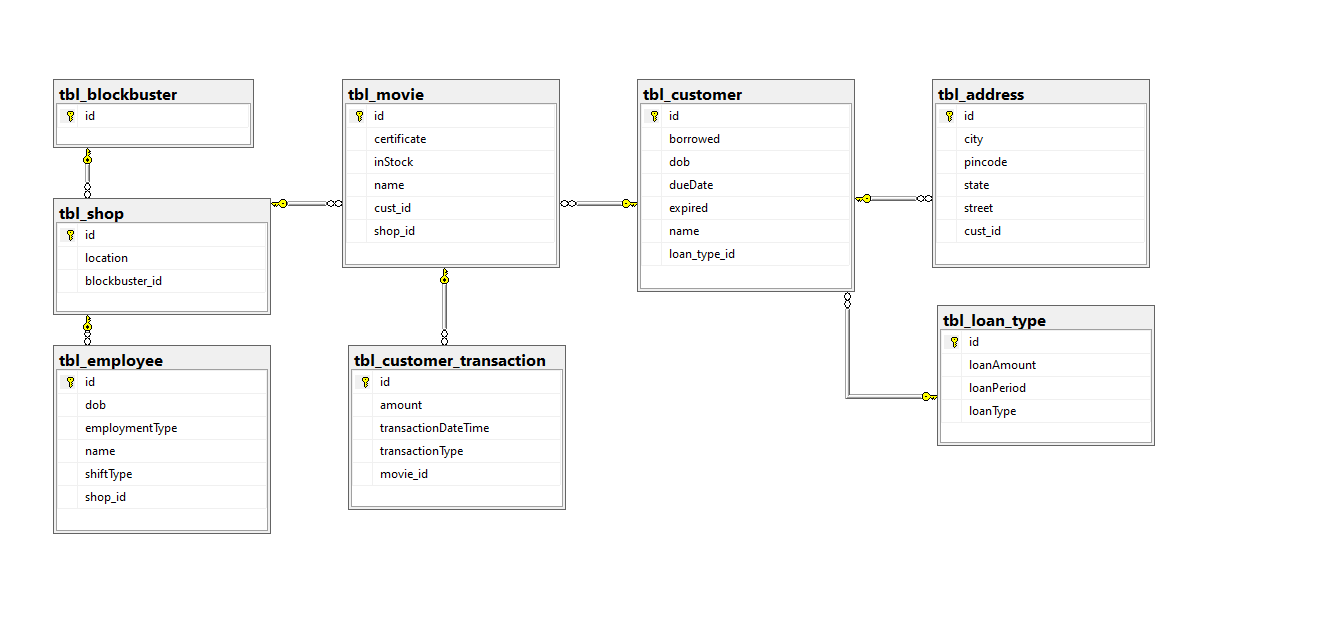 tbl_blockbuster
id
tbl_shop
id
location
blockbuster_id
tbl_employee
id
dob
employmentType
name
shiftType
shop_id
tbl_movie
id
certificate
inStock
name
cust_id
shop_id
tbl_customer_transaction
id
amount
transactionDateTime
transactionType
movie_id
tbl_customer
id
borrowed
dob
dueDate
expired
name
loan_type_id
tbl_address
id
city
pincode
state
street
cust_id
tbl_loan_type
id
loanAmount
loanPeriod
loanType